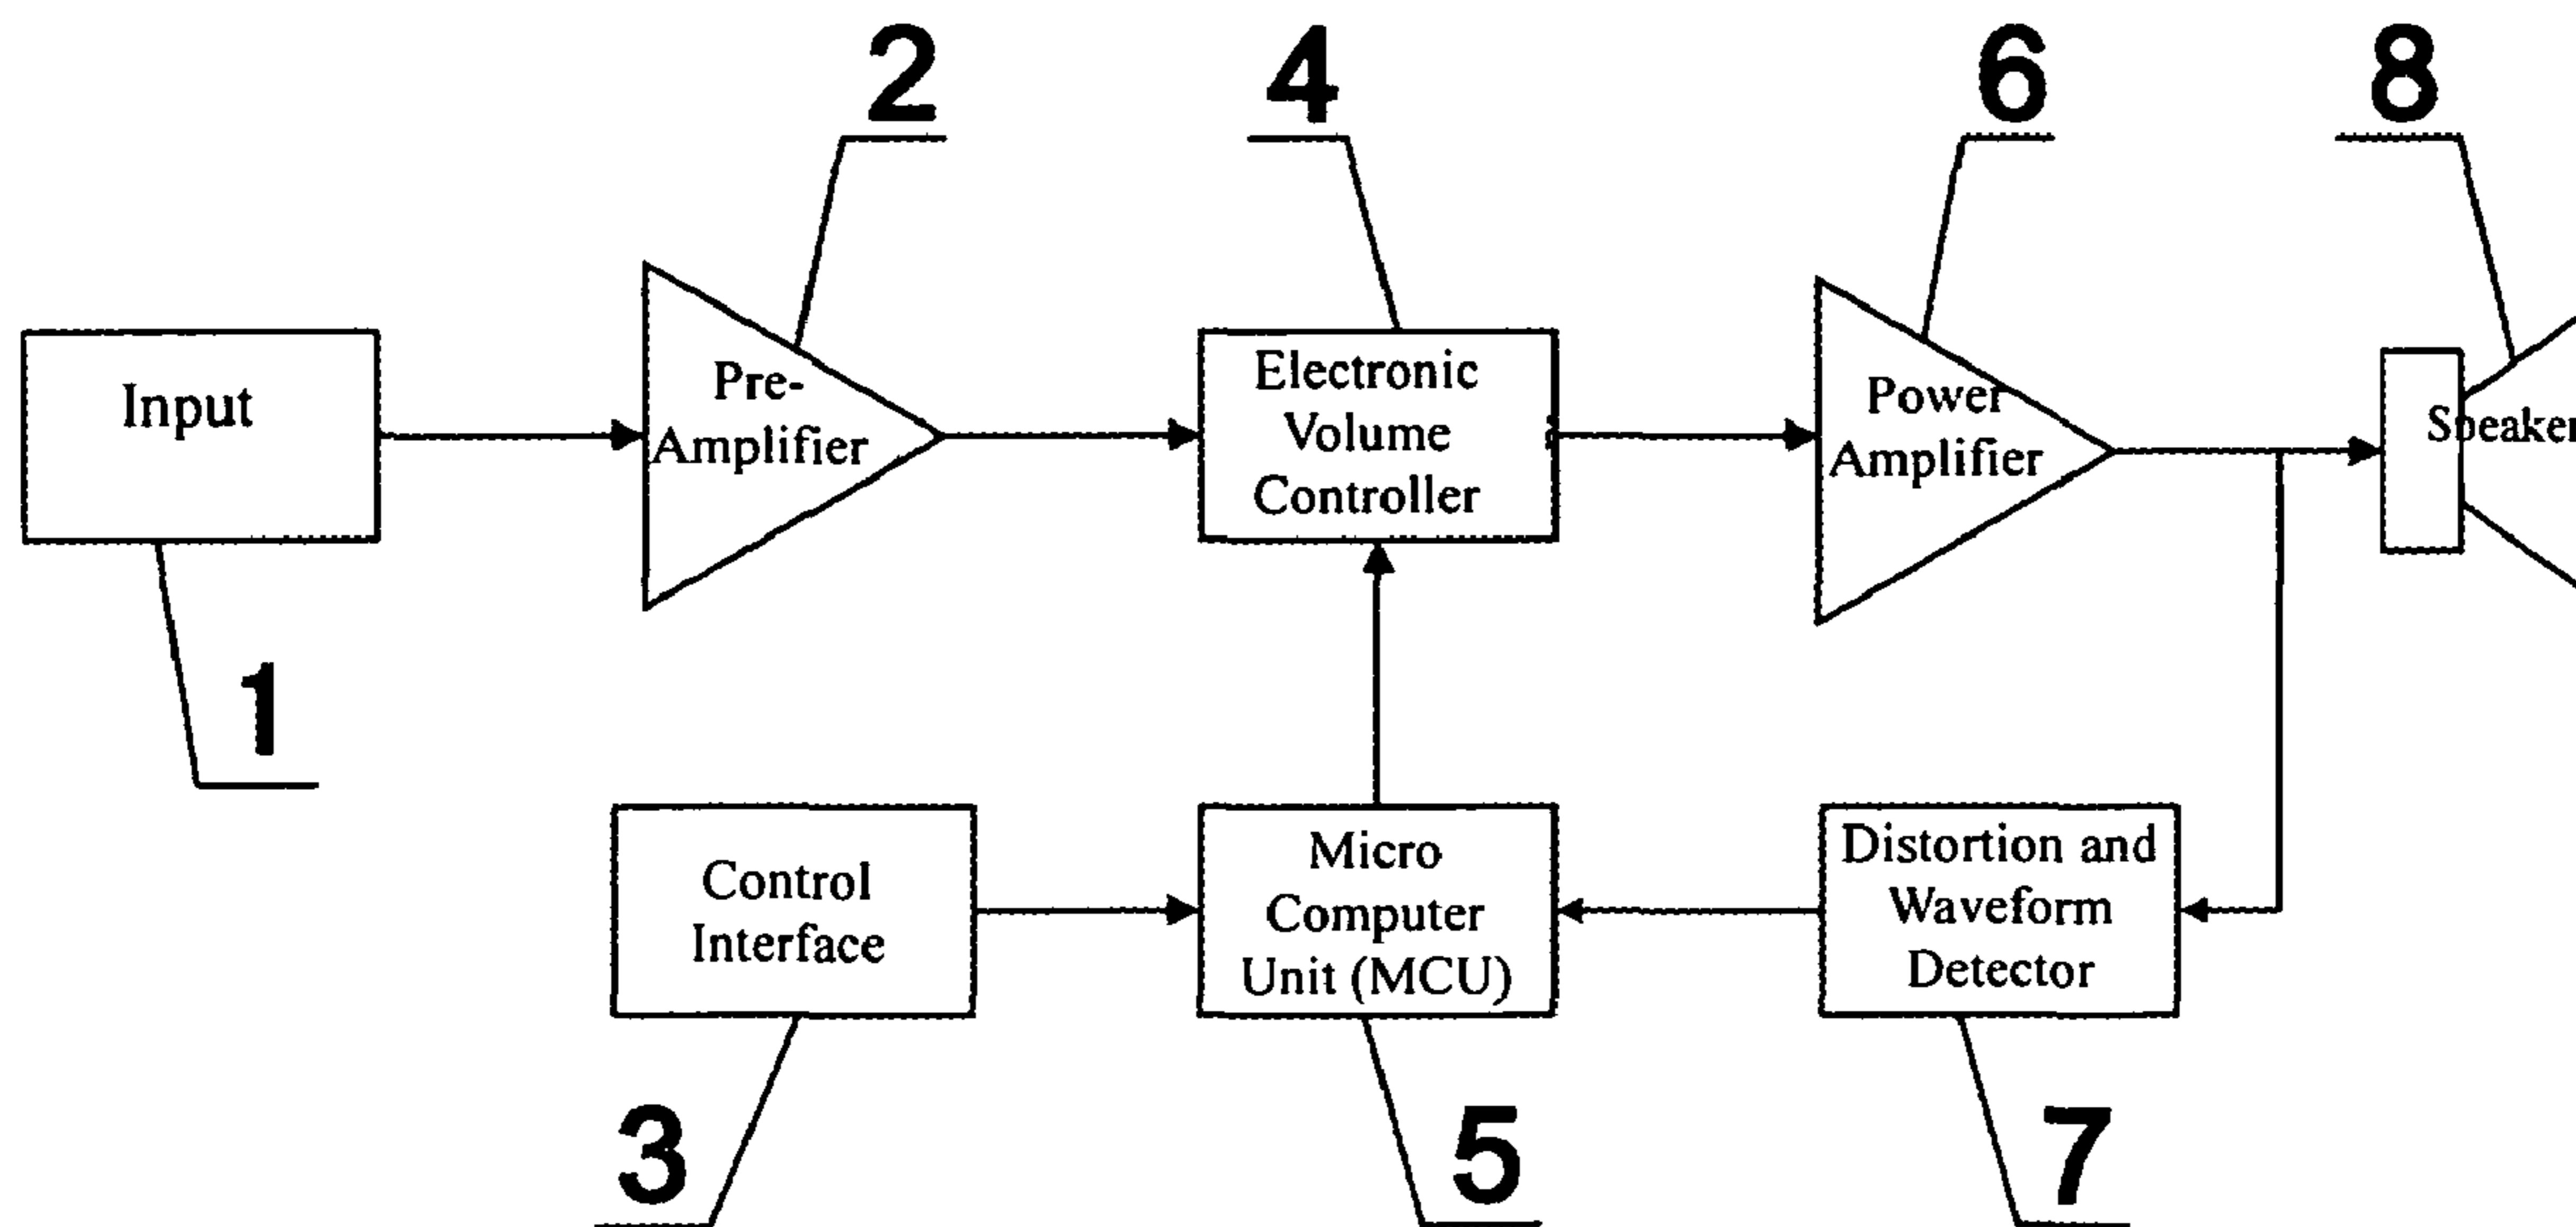 2
4
6
8
Input
Pre-
Amplifier
Electronic
Volume
Controller
Power
Amplifier
Speaker
1
Control
Interface
Micro
Computer
Unit (MCU)
Distortion and
Waveform
Detector
3
5
7